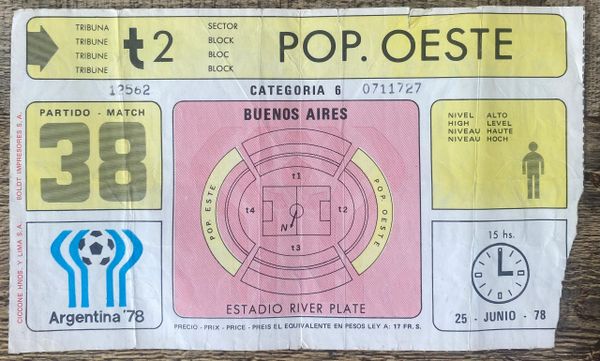 TRIBUNA
TRIBUNE
TRIBUNE
TRIBUNE
t2
SECTOR
BLOCK
BLOC
BLOCK
POP. OESTE
12562
CATEGORIA 6
0711727
PARTIDO - MATCH
38
BUENOS AIRES
POP. ESTE
t1
t4
t2
t3
N
POP. OESTE
ESTADIO RIVER PLATE
NIVEL ALTO
HIGH LEVEL
NIVEAU HAUTE
NIVEAU HOCH
Argentina '78
15 hs.
25 - JUNIO - 78
PRECIO - PRIX - PRICE - PREIS EL EQUIVALENTE EN PESOS LEY A: 17 FR. S.
CICCONE HNOS. Y LIMA S.A. - BOLDT IMPRESORES S.A.